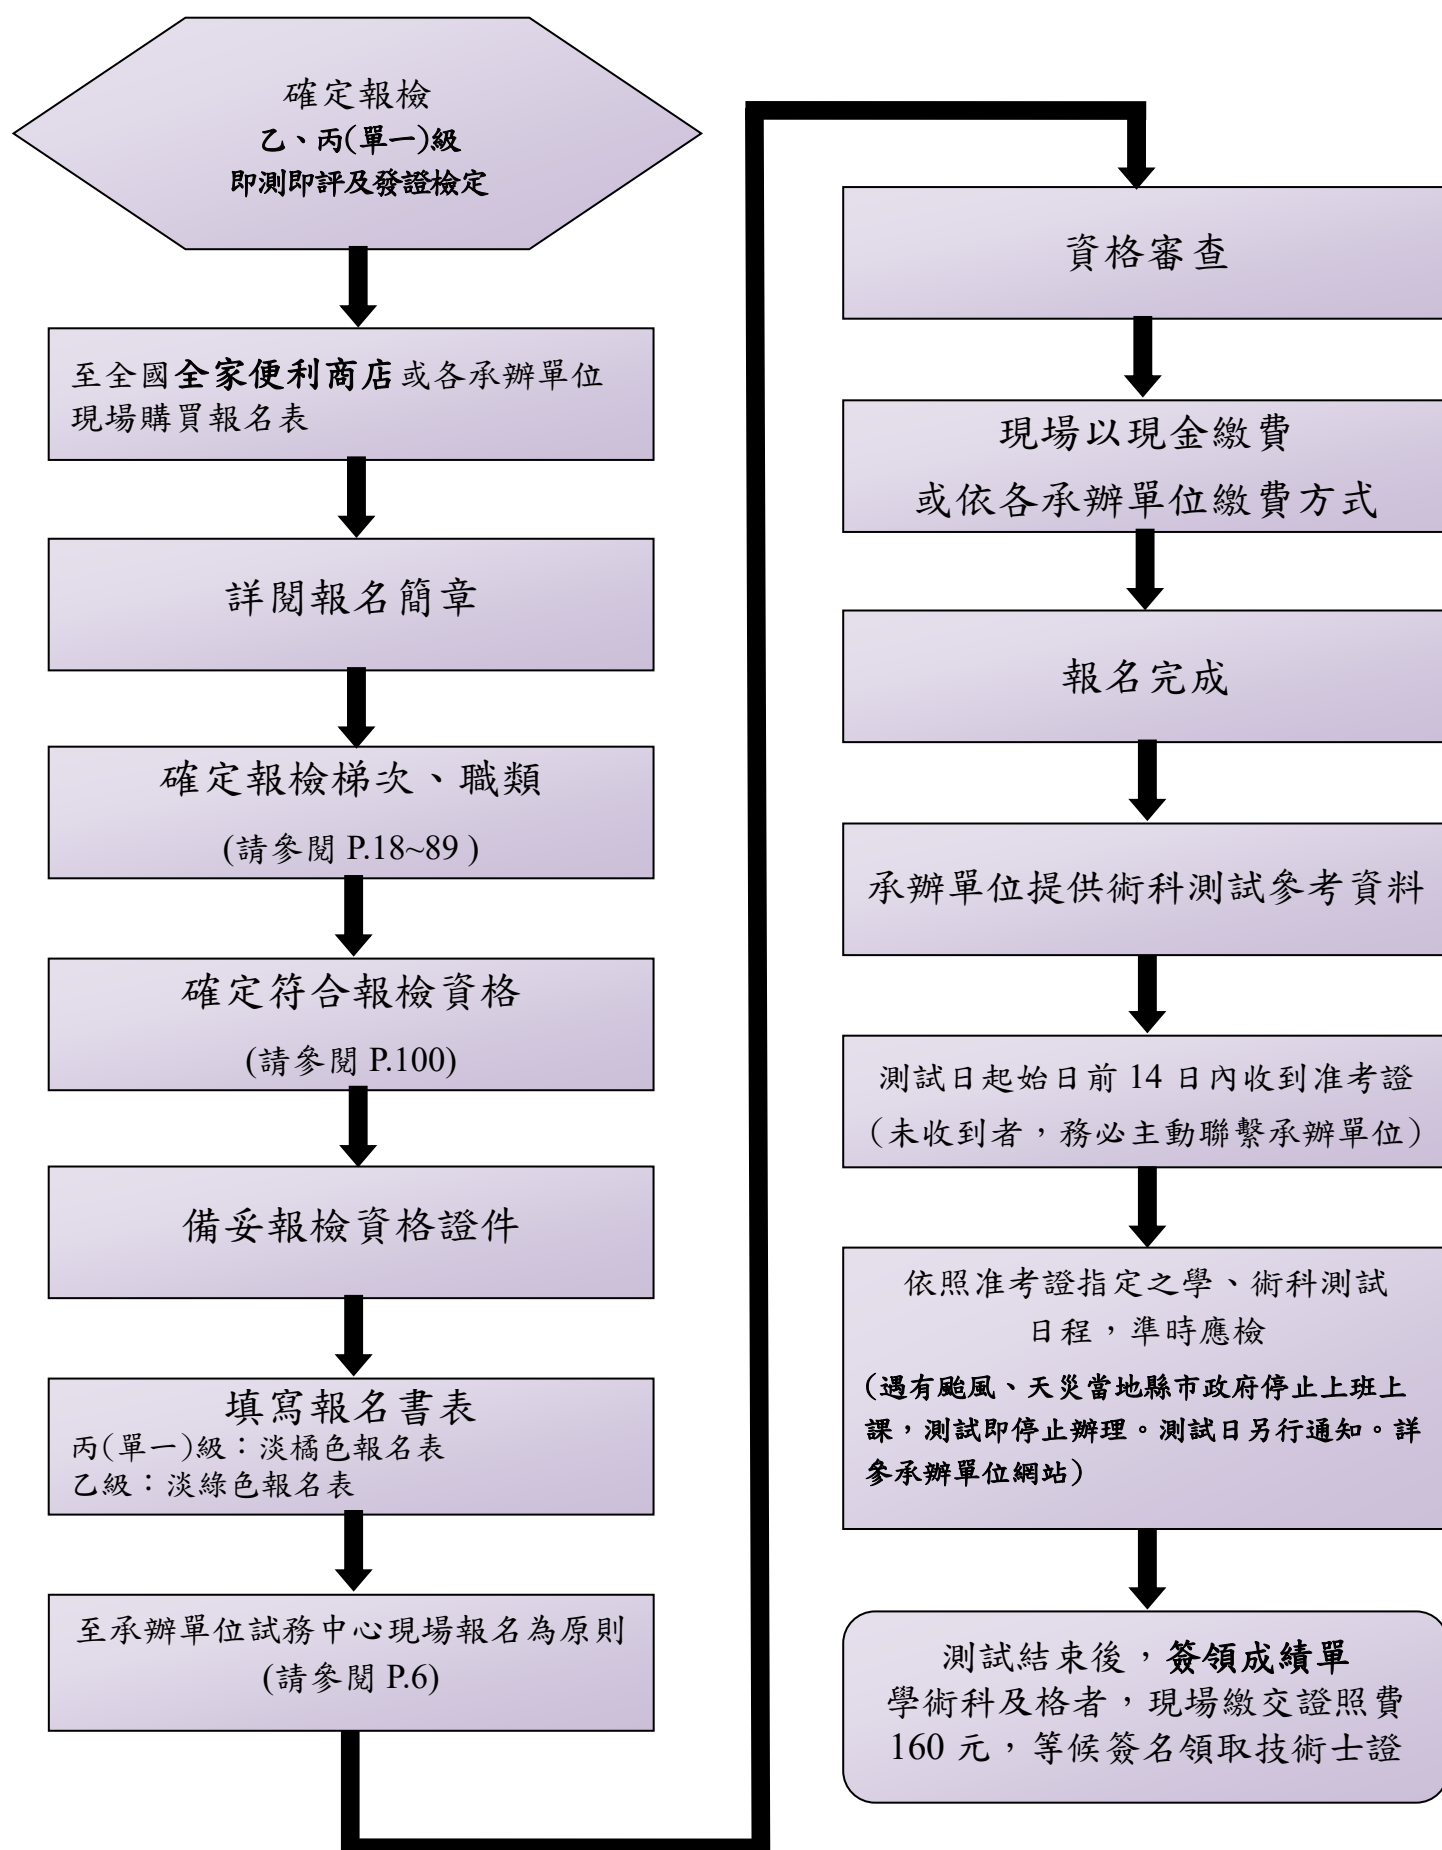 確定報檢
乙、丙(單一)級
即測即評及發證檢定
至全國全家便利商店或各承辦單位
現場購買報名表
詳閱報名簡章
確定報檢梯次、職類
(請參閱 P.18~89 )
確定符合報檢資格
(請參閱 P.100)
備妥報檢資格證件
填寫報名書表
丙(單一)級：淡橘色報名表
乙級：淡綠色報名表
至承辦單位試務中心現場報名為原則
(請參閱 P.6)
資格審查
現場以現金繳費
或依各承辦單位繳費方式
報名完成
承辦單位提供術科測試參考資料
測試日起始日前 14 日內收到准考證
（未收到者，務必主動聯繫承辦單位）
依照准考證指定之學、術科測試
日程，準時應檢
（遇有颱風、天災當地縣市政府停止上班上
課，測試即停止辦理。測試日另行通知。詳
參承辦單位網站）
測試結束後，簽領成績單
學術科及格者，現場繳交證照費
160 元，等候簽名領取技術士證